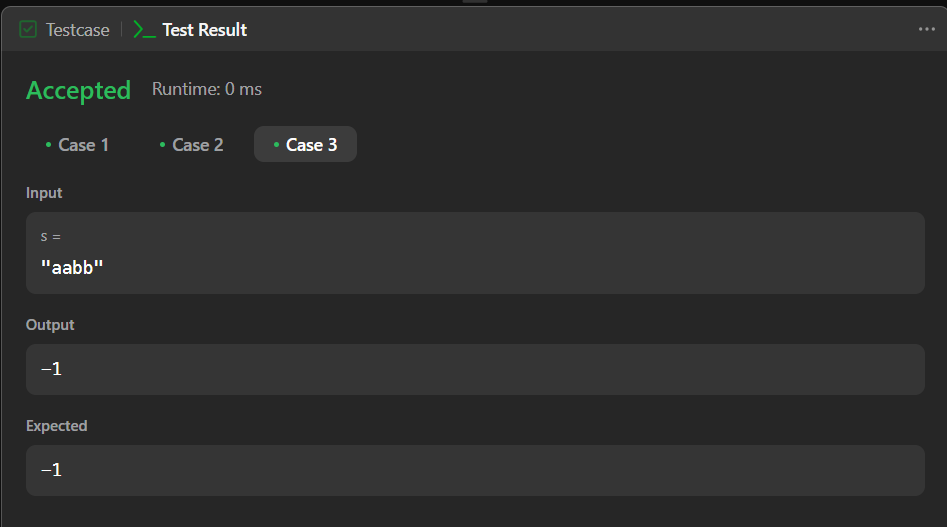 Testcase | >_ Test Result ...
Accepted Runtime: 0 ms
• Case 1 • Case 2 • Case 3
Input
s =
"aabb"
Output
-1
Expected
-1